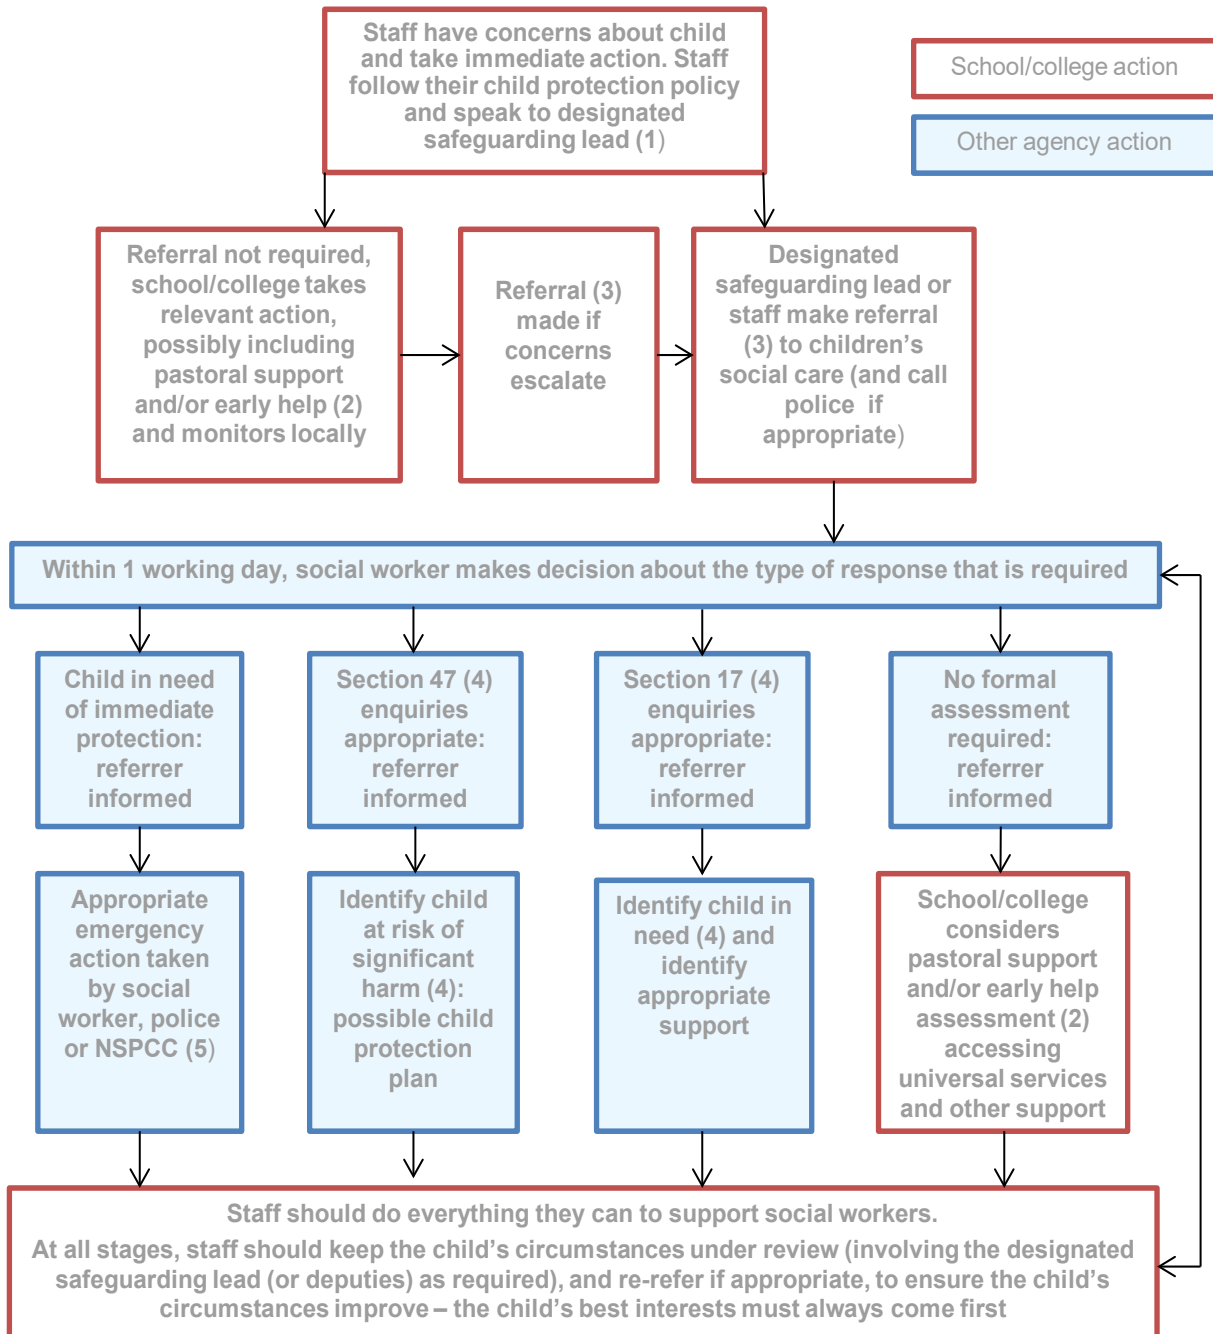 Staff have concerns about child
and take immediate action. Staff
follow their child protection policy
and speak to designated
safeguarding lead (1)
School/college action
Other agency action
Referral not required,
school/college takes
relevant action,
possibly including
pastoral support
and/or early help (2)
and monitors locally
Referral (3)
made if
concerns
escalate
Designated
safeguarding lead or
staff make referral
(3) to children’s
social care (and call
police if
appropriate)
Within 1 working day, social worker makes decision about the type of response that is required
Child in need
of immediate
protection:
referrer
informed
Section 47 (4)
enquiries
appropriate:
referrer
informed
Section 17 (4)
enquiries
appropriate:
referrer
informed
No formal
assessment
required:
referrer
informed
Appropriate
emergency
action taken
by social
worker, police
or NSPCC (5)
Identify child
at risk of
significant
harm (4):
possible child
protection
plan
Identify child in
need (4) and
identify
appropriate
support
School/college
considers
pastoral support
and/or early help
assessment (2)
accessing
universal services
and other support
Staff should do everything they can to support social workers.
At all stages, staff should keep the child’s circumstances under review (involving the designated
safeguarding lead (or deputies) as required), and re-refer if appropriate, to ensure the child’s
circumstances improve – the child’s best interests must always come first